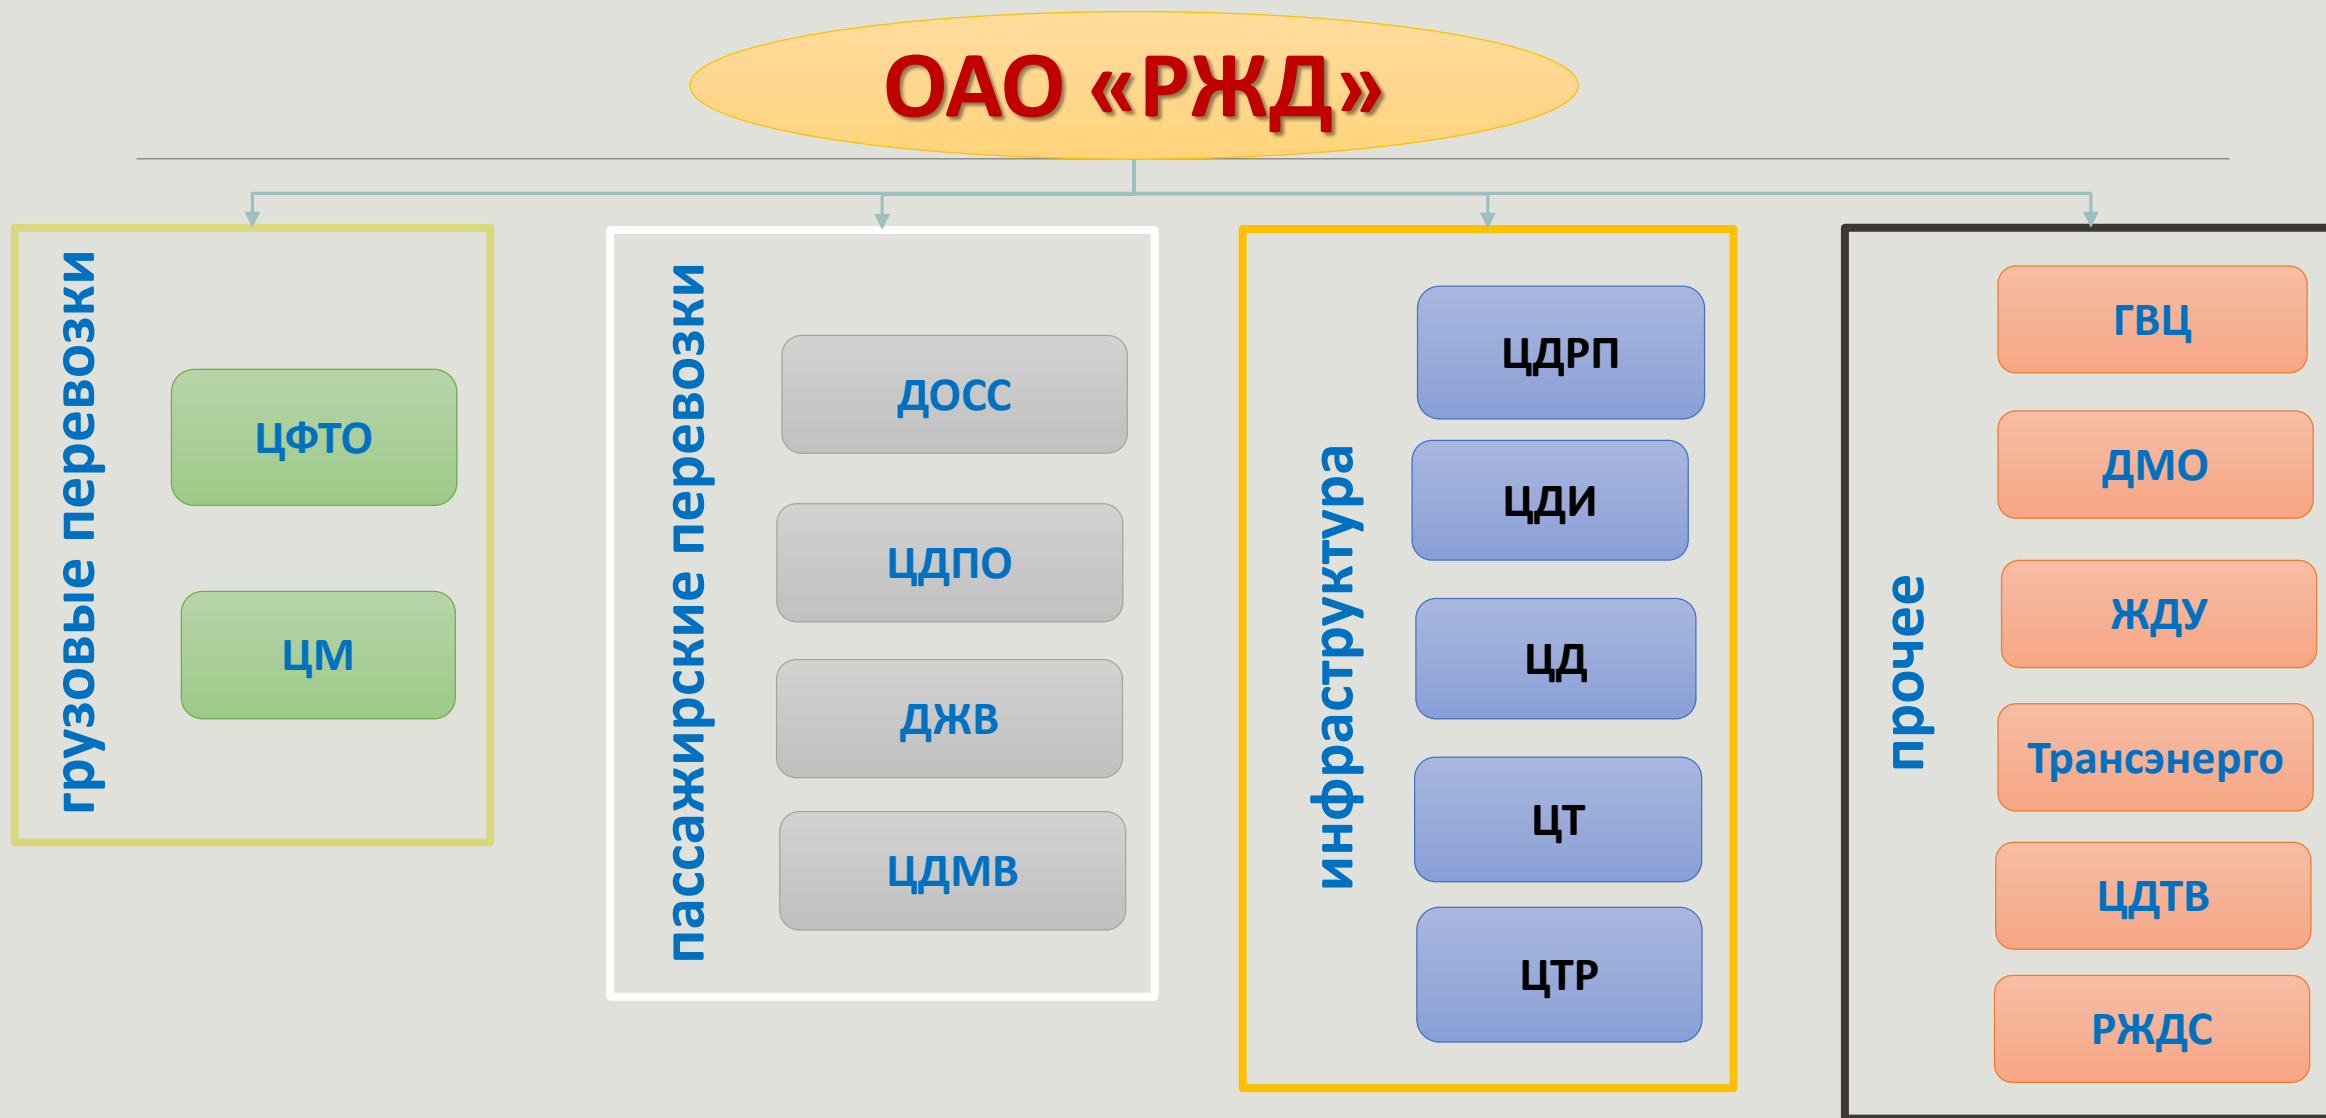 ОАО «РЖД»
грузовые перевозки
ЦФТО
ЦМ
пассажирские перевозки
ДОСС
ЦДПО
ДЖВ
ЦДМВ
инфраструктура
ЦДРП
ЦДИ
ЦД
ЦТ
ЦТР
прочее
ГВЦ
ДМО
ЖДУ
Трансэнерго
ЦДТВ
РЖДС